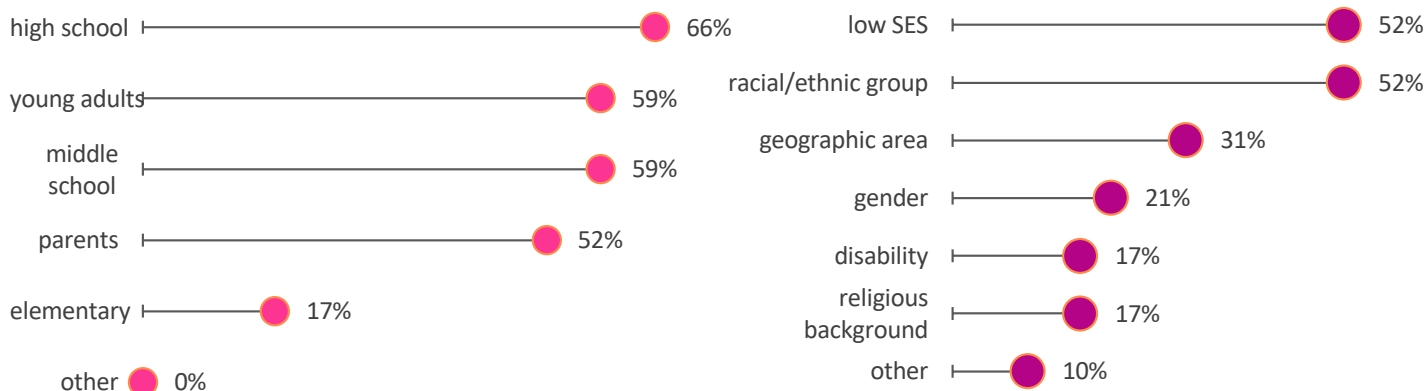 high school 66%
young adults 59%
middle
school 59%
parents 52%
elementary 17%
other 0%
low SES 52%
racial/ethnic group 52%
geographic area 31%
gender 21%
disability 17%
religious
background 17%
other 10%